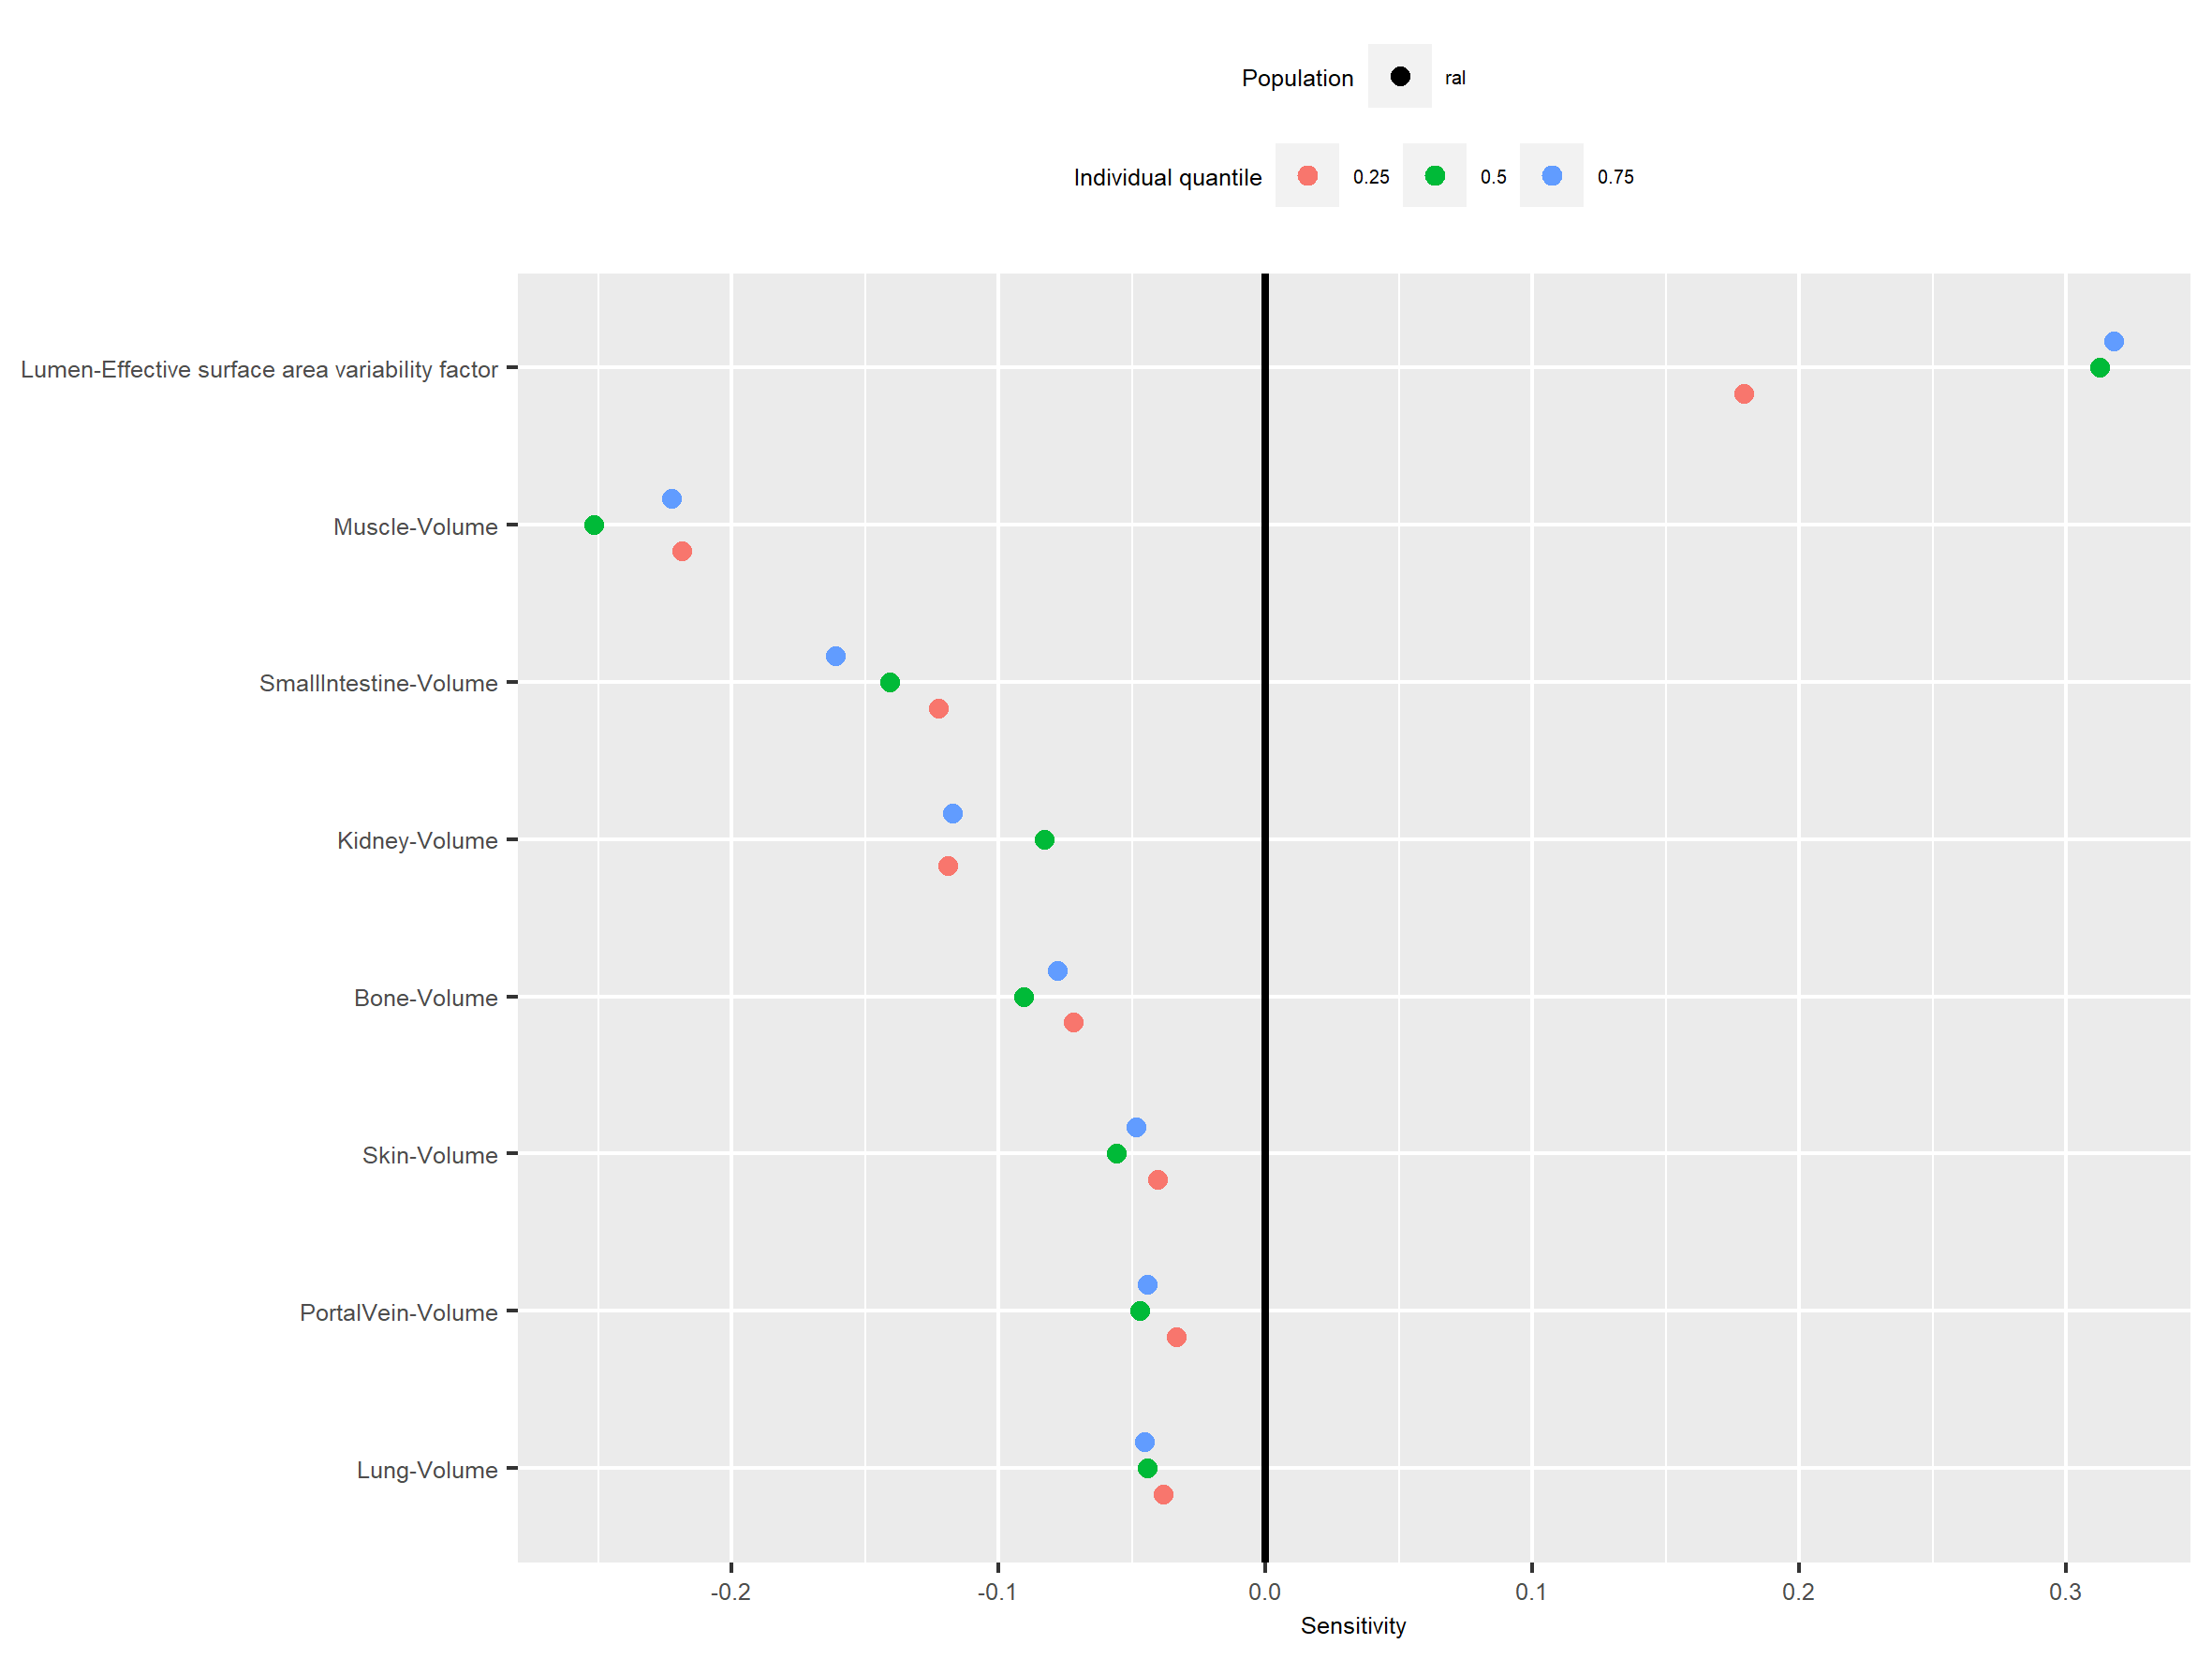 Population ral
Individual quantile 0.25 0.5 0.75
Lumen-Effective surface area variability factor
Muscle-Volume
SmallIntestine-Volume
Kidney-Volume
Bone-Volume
Skin-Volume
PortalVein-Volume
Lung-Volume
-0.2 -0.1 0.0 0.1 0.2 0.3
Sensitivity